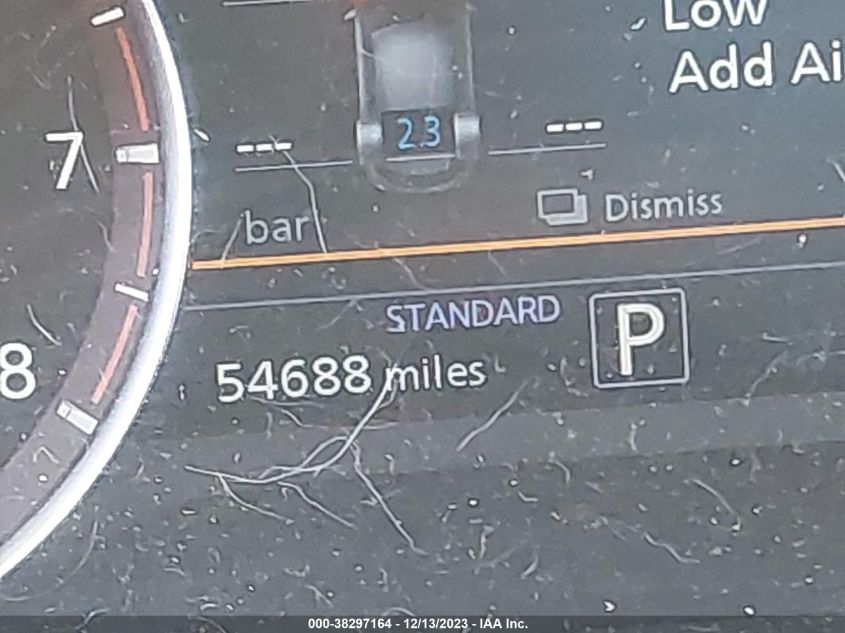 Low
Add Ai
7
--- 2.3 ---
bar
Dismiss
STANDARD
P
54688 miles
8
000-38297164 - 12/13/2023 - IAA Inc.